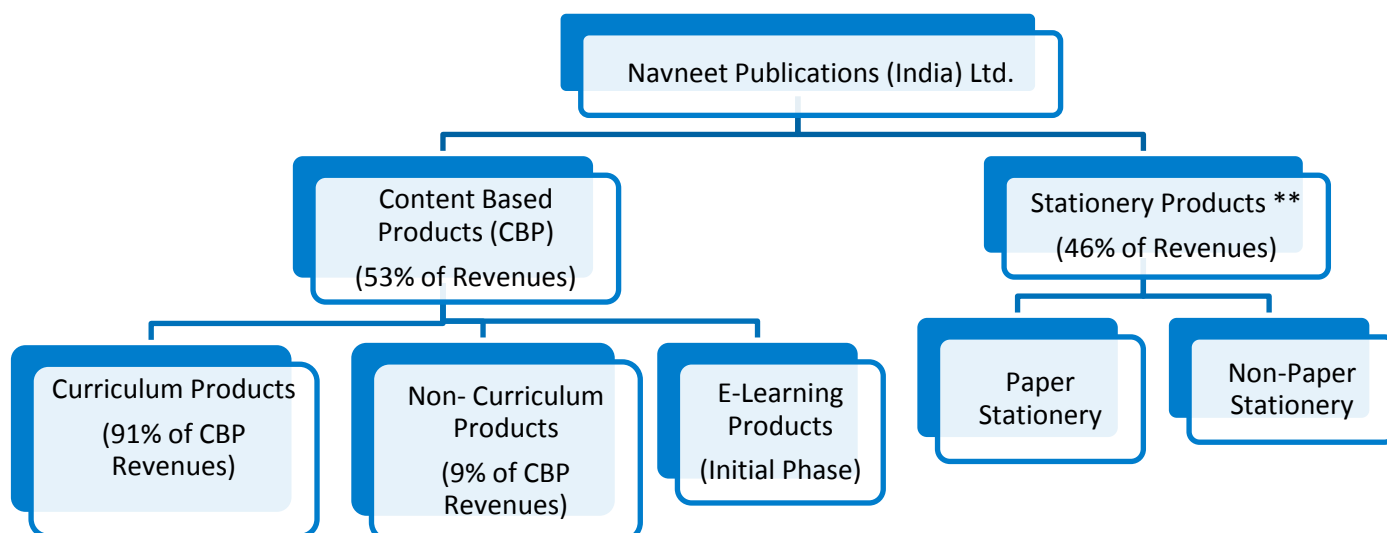 Navneet Publications (India) Ltd.
Content Based
Products (CBP)
(53% of Revenues)
Stationery Products **
(46% of Revenues)
Curriculum Products
(91% of CBP
Revenues)
Non- Curriculum
Products
(9% of CBP
Revenues)
E-Learning
Products
(Initial Phase)
Paper
Stationery
Non-Paper
Stationery